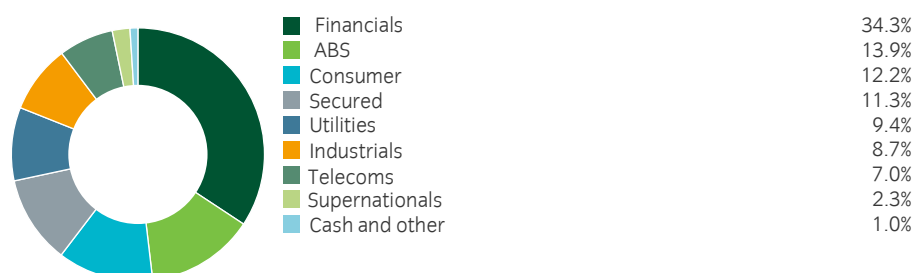 Financials 34.3%
ABS 13.9%
Consumer 12.2%
Secured 11.3%
Utilities 9.4%
Industrials 8.7%
Telecoms 7.0%
Supernationals 2.3%
Cash and other 1.0%